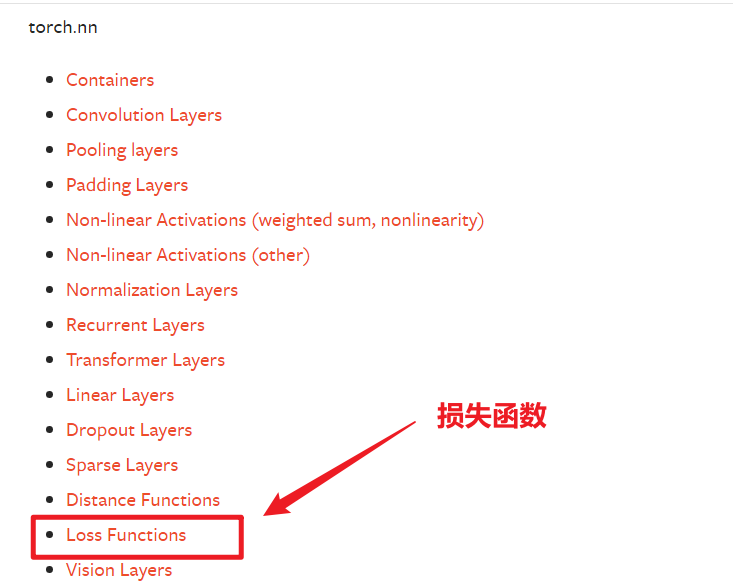 torch.nn
Containers
Convolution Layers
Pooling layers
Padding Layers
Non-linear Activations (weighted sum, nonlinearity)
Non-linear Activations (other)
Normalization Layers
Recurrent Layers
Transformer Layers
Linear Layers
损失函数
Dropout Layers
Sparse Layers
Distance Functions
Loss Functions
Vision Layers